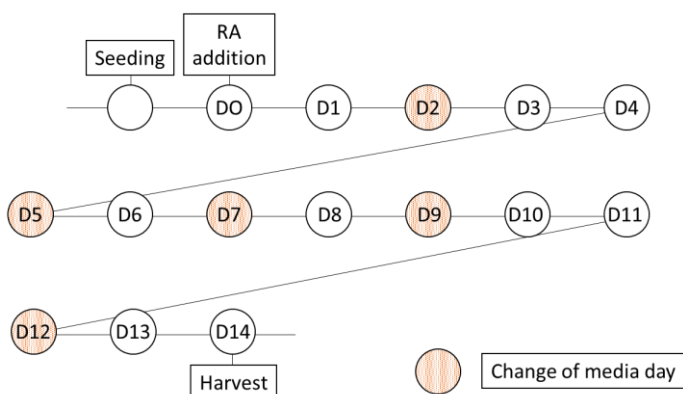 Seeding
RA
addition
DO
D1
D2
D3
D4
D5
D6
D7
D8
D9
D10
D11
D12
D13
D14
Harvest
Change of media day